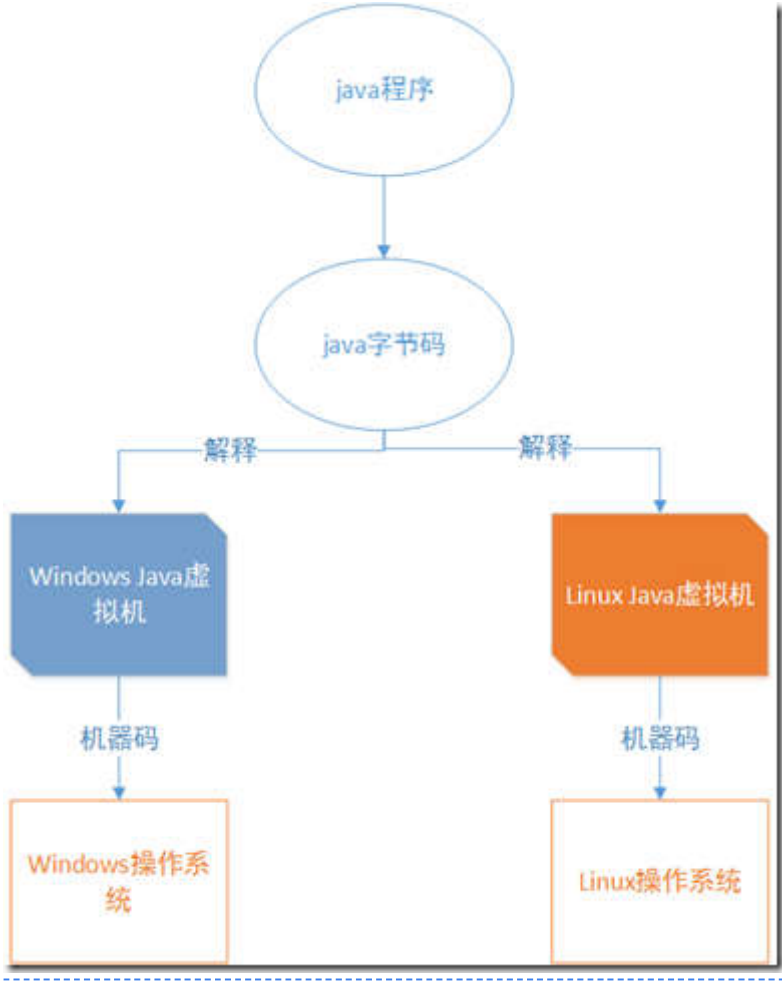 java程序
java字节码
解释
解释
Windows Java虚
拟机
Linux Java虚拟机
机器码
机器码
Windows操作系
统
Linux操作系统